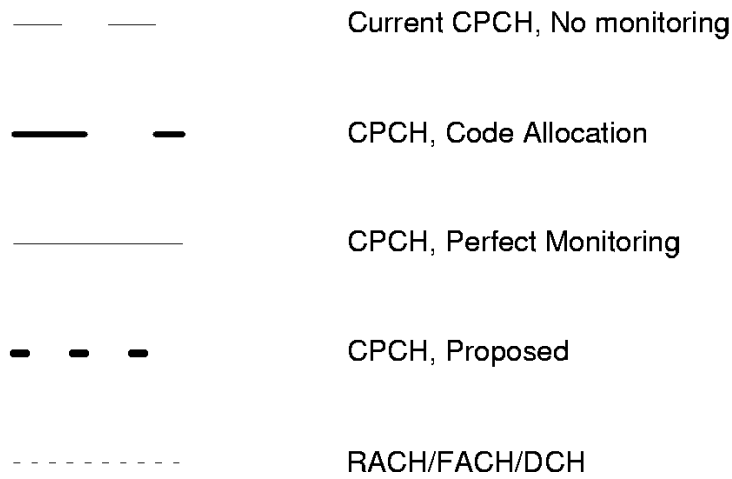 Current CPCH, No monitoring
CPCH, Code Allocation
CPCH, Perfect Monitoring
CPCH, Proposed
RACH/FACH/DCH